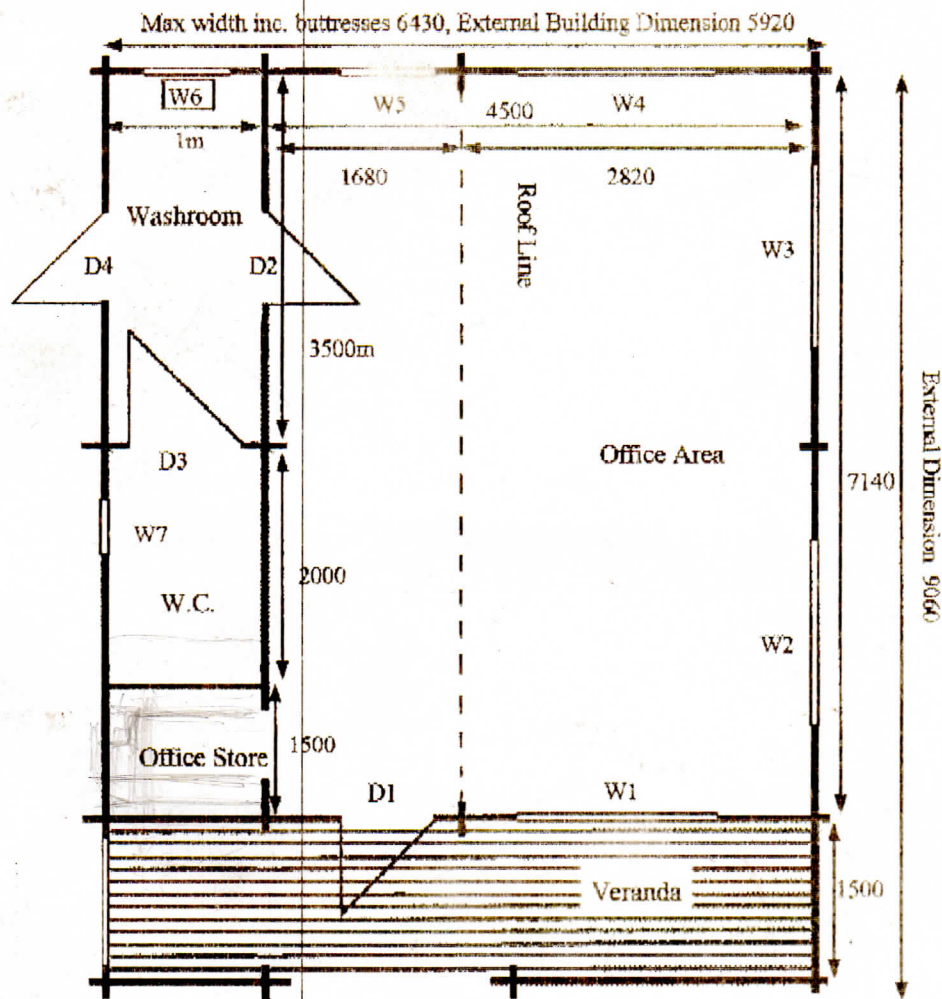 Max width inc. buttresses 6430, External Building Dimension 5920
W6
W5
W4
4500
1m
1680
2820
Washroom
Roof Line
D4
D2
W3
3500m
External Dimension 9060
D3
Office Area
7140
W7
2000
W.C.
W2
1500
Office Store
D1
W1
Veranda
1500